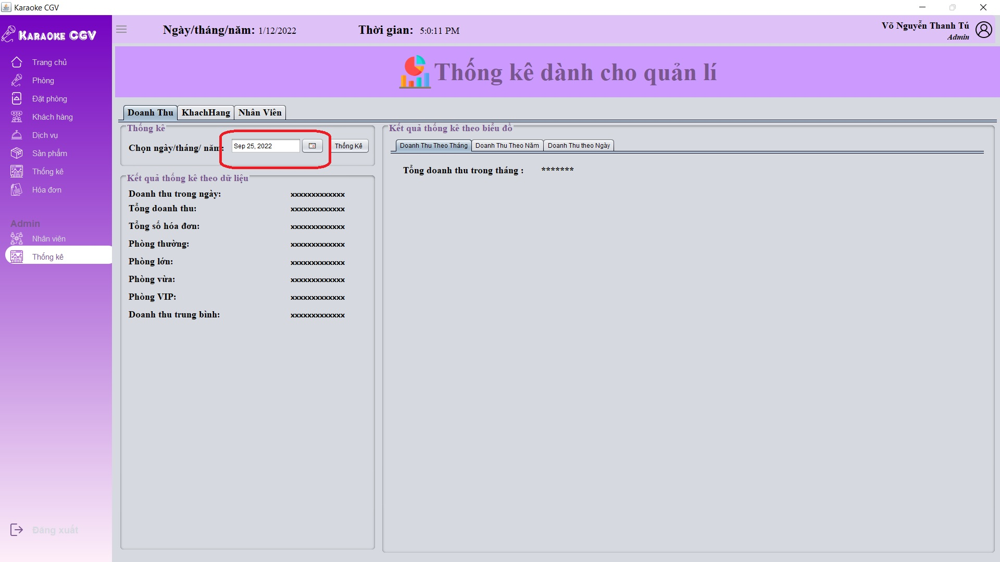 Karaoke CGV
KARAOKE CGV
Ngày/tháng/năm: 1/12/2022
Thời gian: 5:0:11 PM
Võ Nguyễn Thanh Tú
Admin
Trang chủ
Phòng
Đặt phòng
Khách hàng
Dịch vụ
Sản phẩm
Thống kê
Hóa đơn
Admin
Nhân viên
Thống kê
Đăng xuất
Thống kê dành cho quản lí
Doanh Thu KhachHang Nhân Viên
Thống kê
Chọn ngày/tháng/ năm: Sep 25, 2022 Thống Kê
Kết quả thống kê theo dữ liệu
Doanh thu trong ngày: xxxxxxxxxxxxx
Tổng doanh thu: xxxxxxxxxxxxx
Tổng số hóa đơn: xxxxxxxxxxxxx
Phòng thường: xxxxxxxxxxxxx
Phòng lớn: xxxxxxxxxxxxx
Phòng vừa: xxxxxxxxxxxxx
Phòng VIP: xxxxxxxxxxxxx
Doanh thu trung bình: xxxxxxxxxxxxx
Kết quả thống kê theo biểu đồ
Doanh Thu Theo Tháng Doanh Thu Theo Năm Doanh Thu theo Ngày
Tổng doanh thu trong tháng : *******